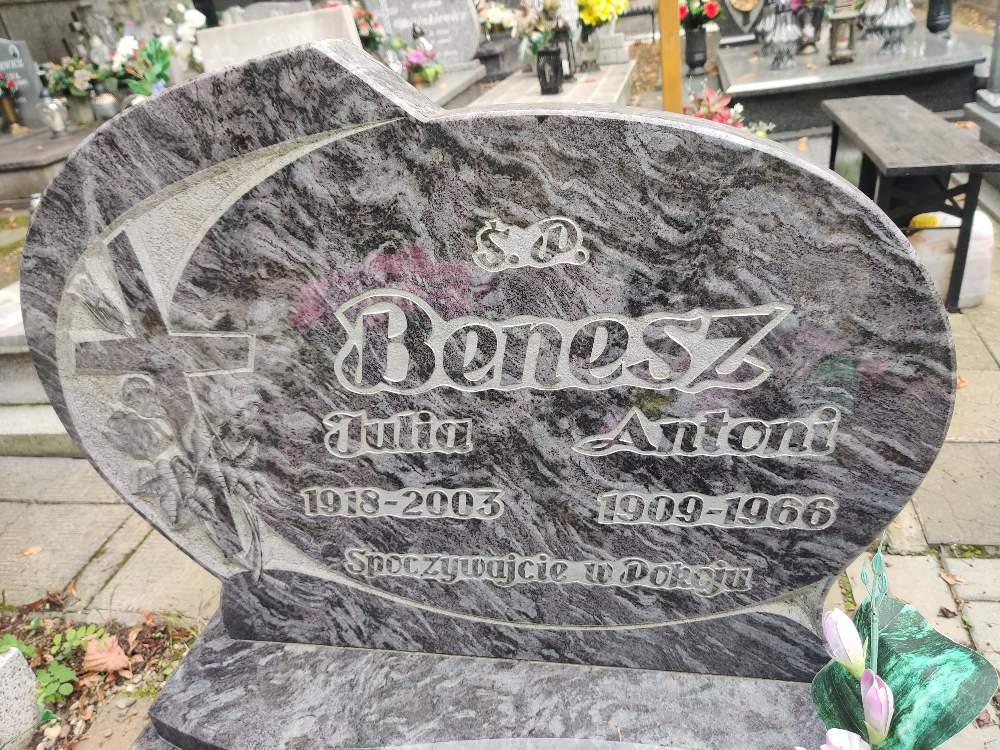 Ś. P.
Benesz
Julia Antoni
1918-2003 1909-1966
Spoczywajcie w Pokoju